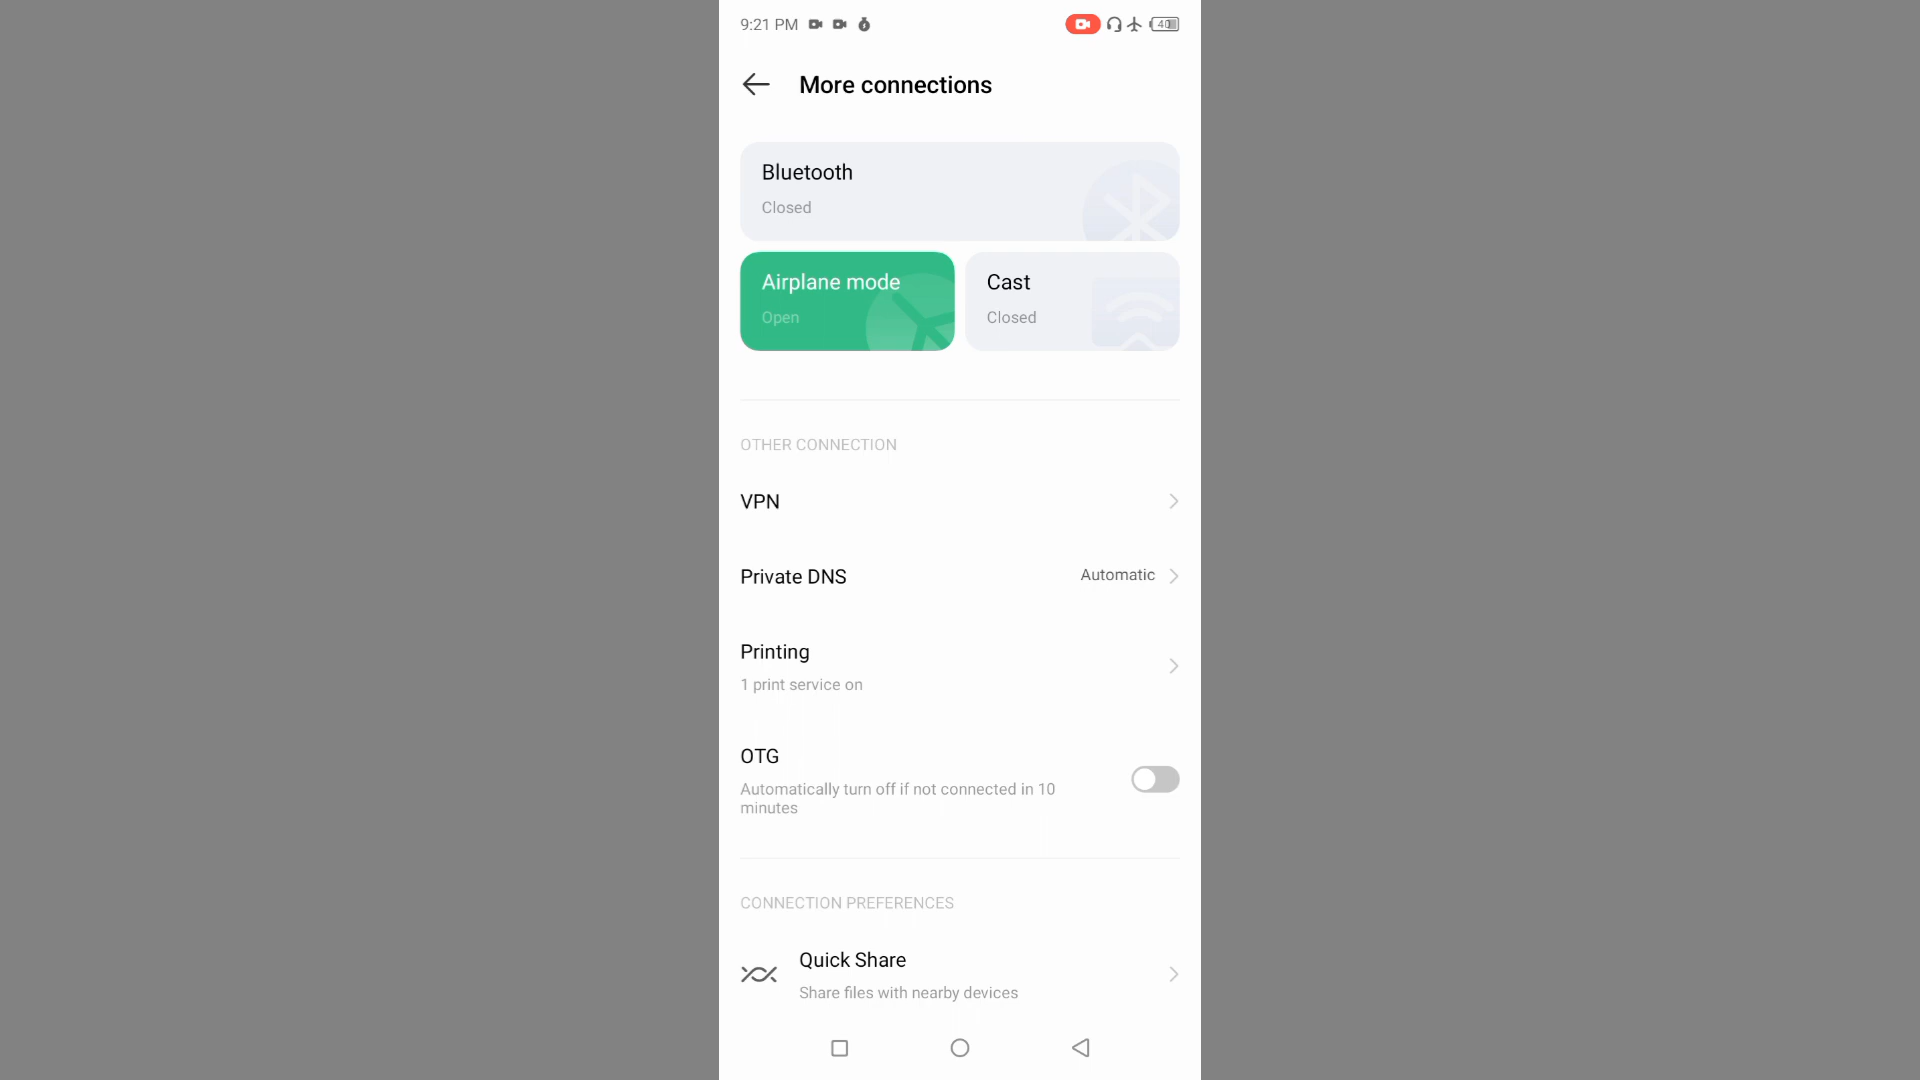 9:21 PM
40
More connections
Bluetooth
Closed
Airplane mode
Open
Cast
Closed
OTHER CONNECTION
VPN
Private DNS
Automatic
Printing
1 print service on
OTG
Automatically turn off if not connected in 10
minutes
CONNECTION PREFERENCES
Quick Share
Share files with nearby devices